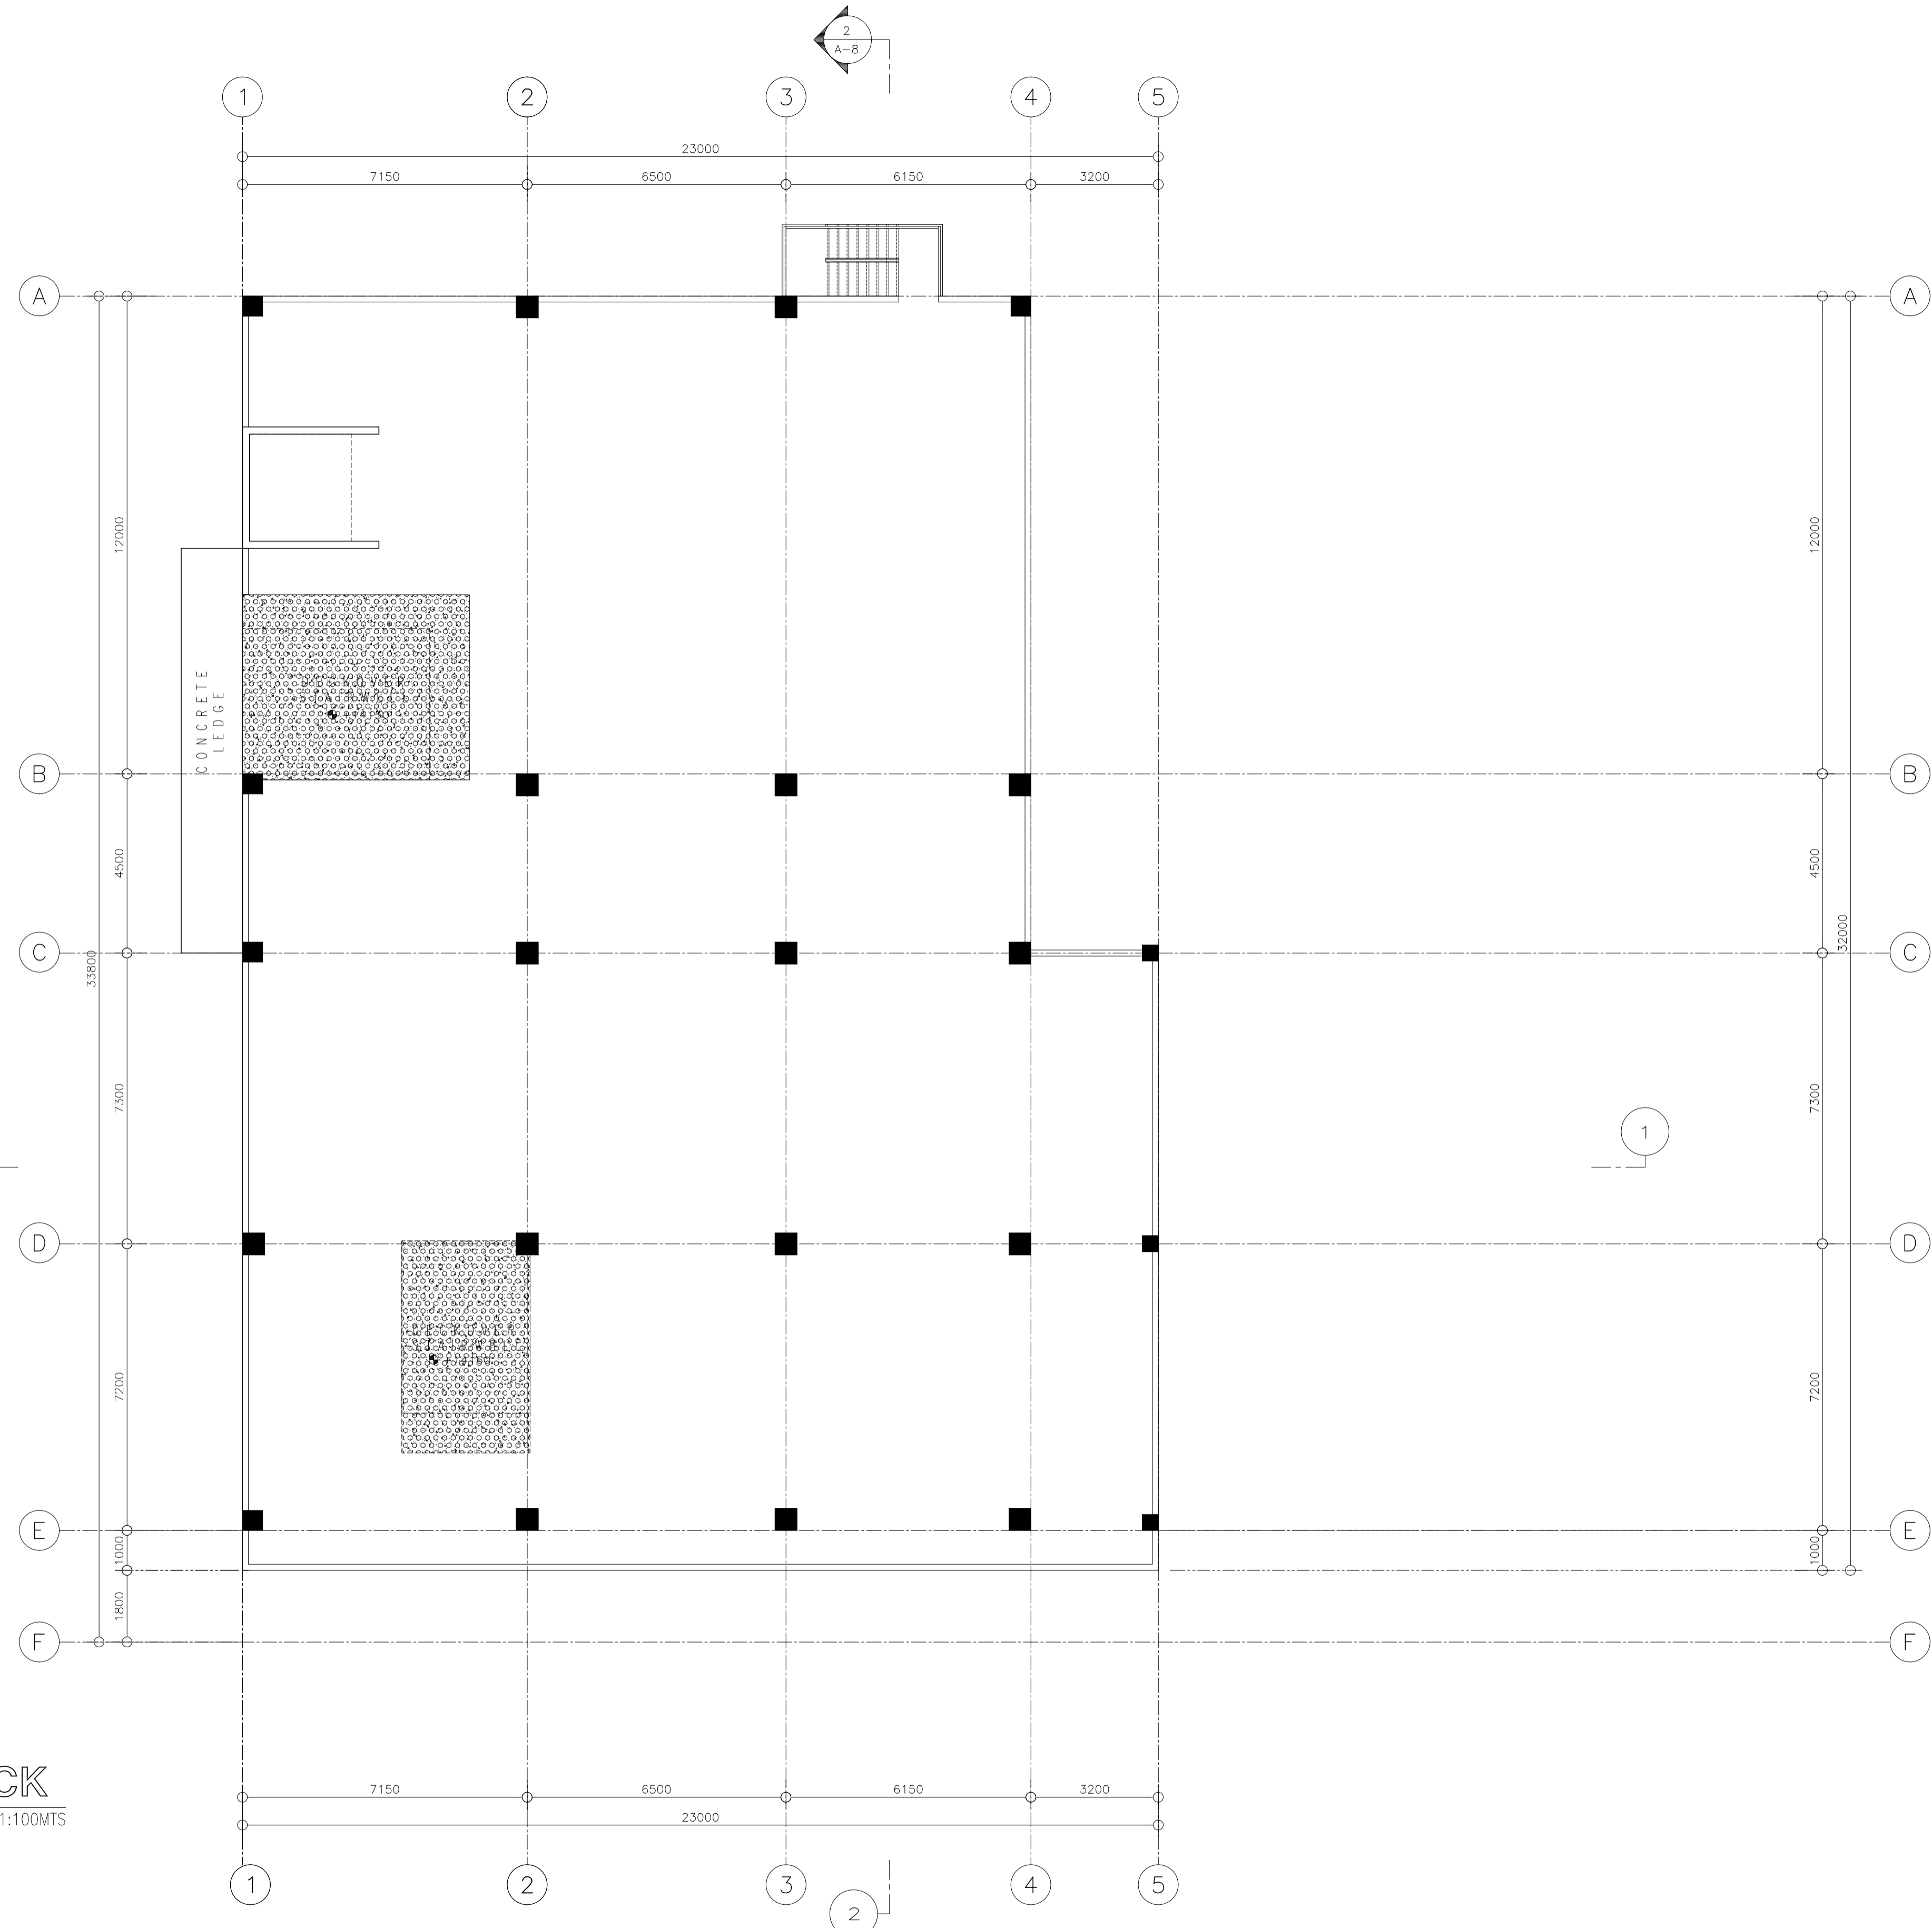 2
A-8
1 2 3 4 5
23000
7150 6500 6150 3200
A A
12000 12000
CONCRETE
LEDGE
B B
4500 4500
C C
33800 32000
7300 7300
1
D D
7200 7200
E E
1000 1000
1800
F F
CK
1:100MTS
7150 6500 6150 3200
23000
1 2 3 4 5
2